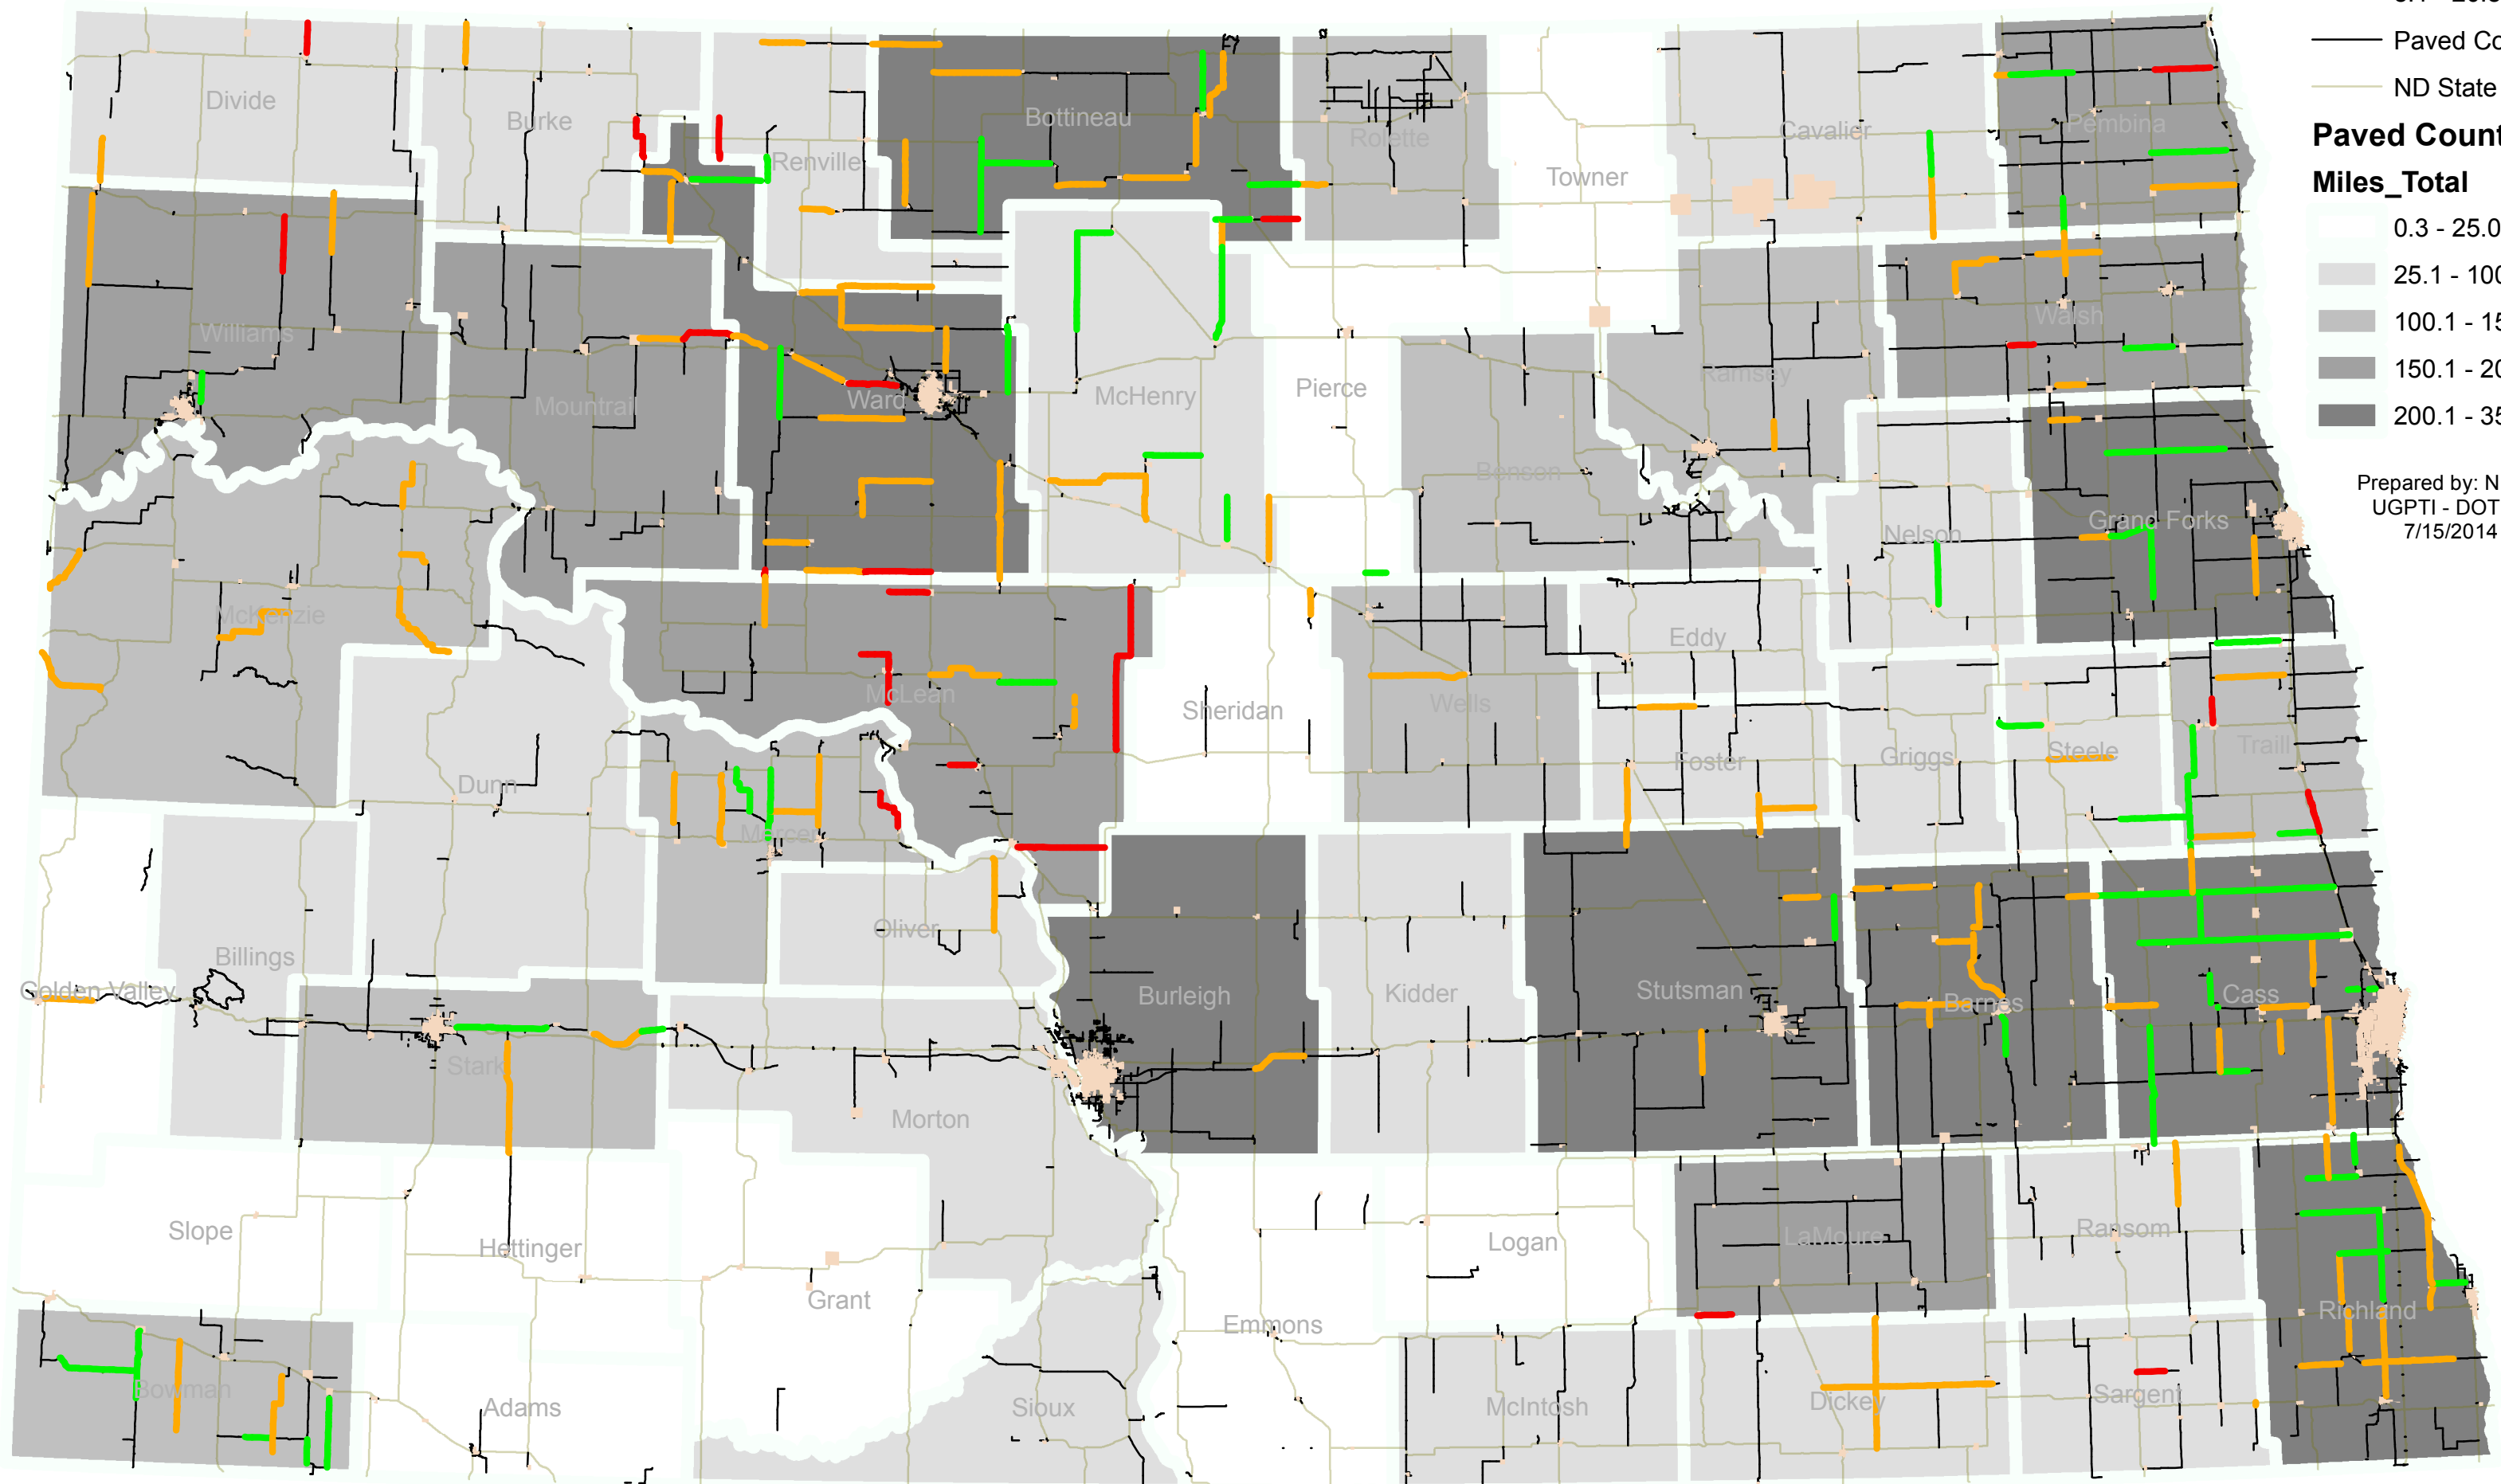 Paved Co
ND State
Paved Count
Miles_Total
0.3 - 25.0
25.1 - 100
100.1 - 15
150.1 - 20
200.1 - 35
Prepared by: N
UGPTI - DOT
7/15/2014
Divide
Burke
Renville
Bottineau
Rolette
Towner
Cavalier
Pembina
Williams
Mountrail
Ward
McHenry
Pierce
Benson
Ramsey
Walsh
Nelson
Grand Forks
McKenzie
Dunn
McLean
Mercer
Sheridan
Wells
Eddy
Foster
Griggs
Steele
Traill
Golden Valley
Billings
Stark
Oliver
Morton
Burleigh
Kidder
Stutsman
Barnes
Cass
Slope
Hettinger
Grant
Emmons
Logan
LaMoure
Ransom
Richland
Bowman
Adams
Sioux
McIntosh
Dickey
Sargent